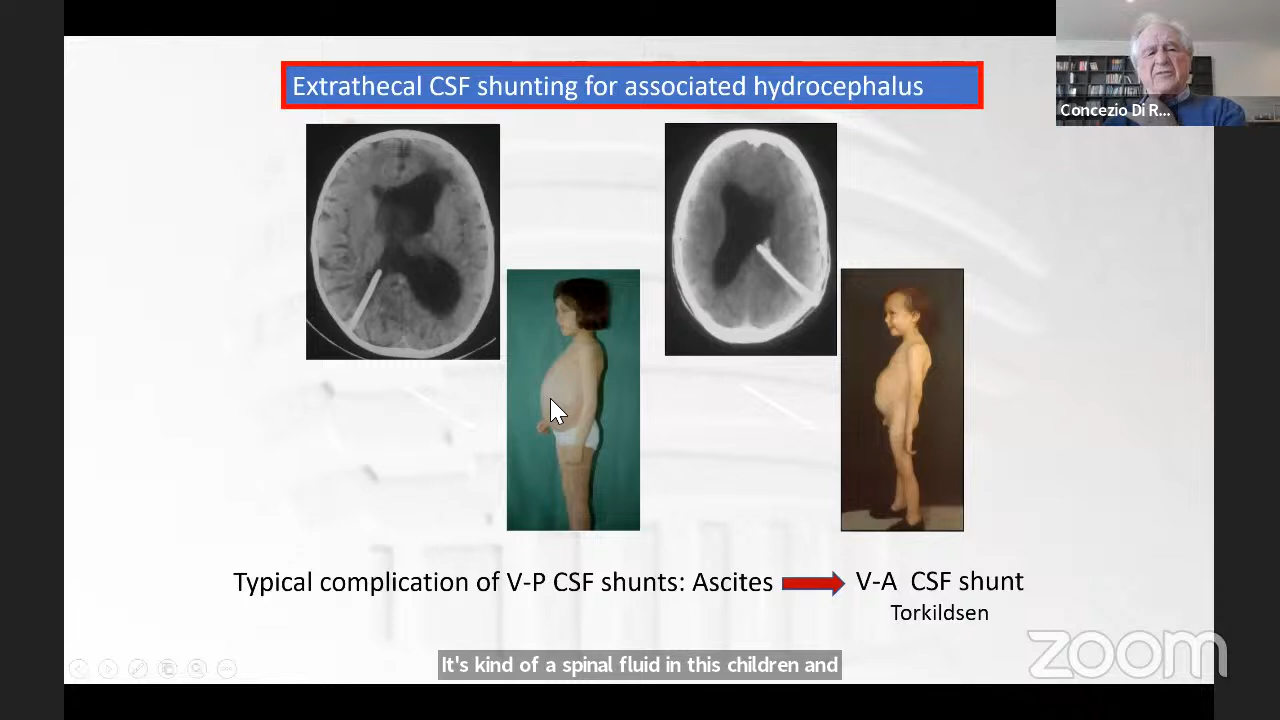 Extrathecal CSF shunting for associated hydrocephalus
Concezio Di R...
Typical complication of V-P CSF shunts: Ascites V-A CSF shunt
Torkildsen
zoom
It's kind of a spinal fluid in this children and